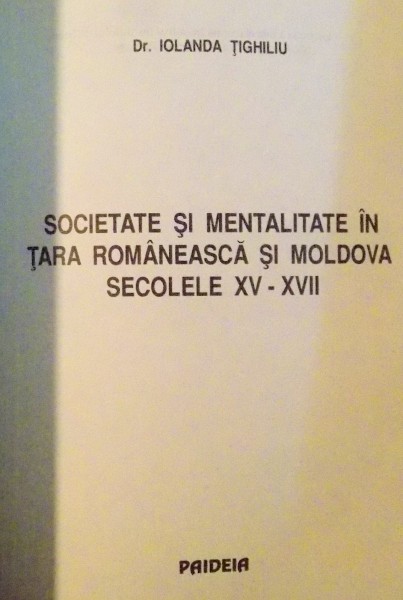 Dr. IOLANDA ŢIGHILIU
SOCIETATE ŞI MENTALITATE ÎN
ŢARA ROMÂNEASCĂ ŞI MOLDOVA
SECOLELE XV - XVII
PAIDEIA